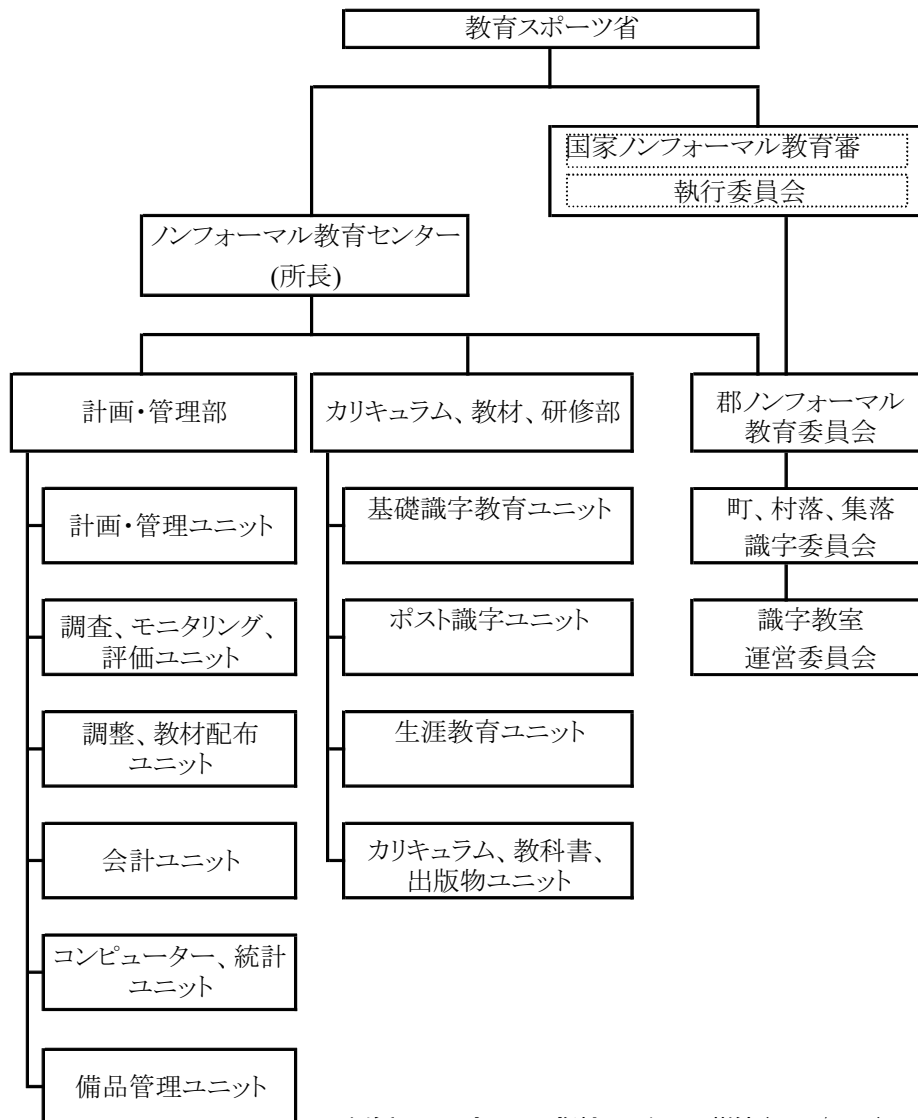 教育スポーツ省
国家ノンフォーマル教育審
執行委員会
ノンフォーマル教育センター
(所長)
計画・管理部
カリキュラム、教材、研修部
郡ノンフォーマル
教育委員会
計画・管理ユニット
基礎識字教育ユニット
町、村落、集落
識字委員会
調査、モニタリング、
評価ユニット
ポスト識字ユニット
識字教室
運営委員会
調整、教材配布
ユニット
生涯教育ユニット
会計ユニット
カリキュラム、教科書、
出版物ユニット
コンピューター、統計
ユニット
備品管理ユニット